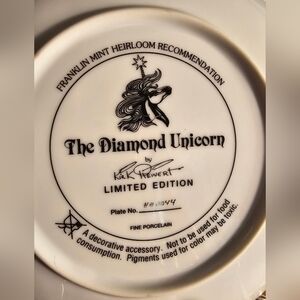 FRANKLIN MINT HEIRLOOM RECOMMENDATION
The Diamond Unicorn
by
LIMITED EDITION
Plate No.
FINE PORCELAIN
A decorative accessory. Not to be used for food
consumption. Pigments used for color may be toxic.